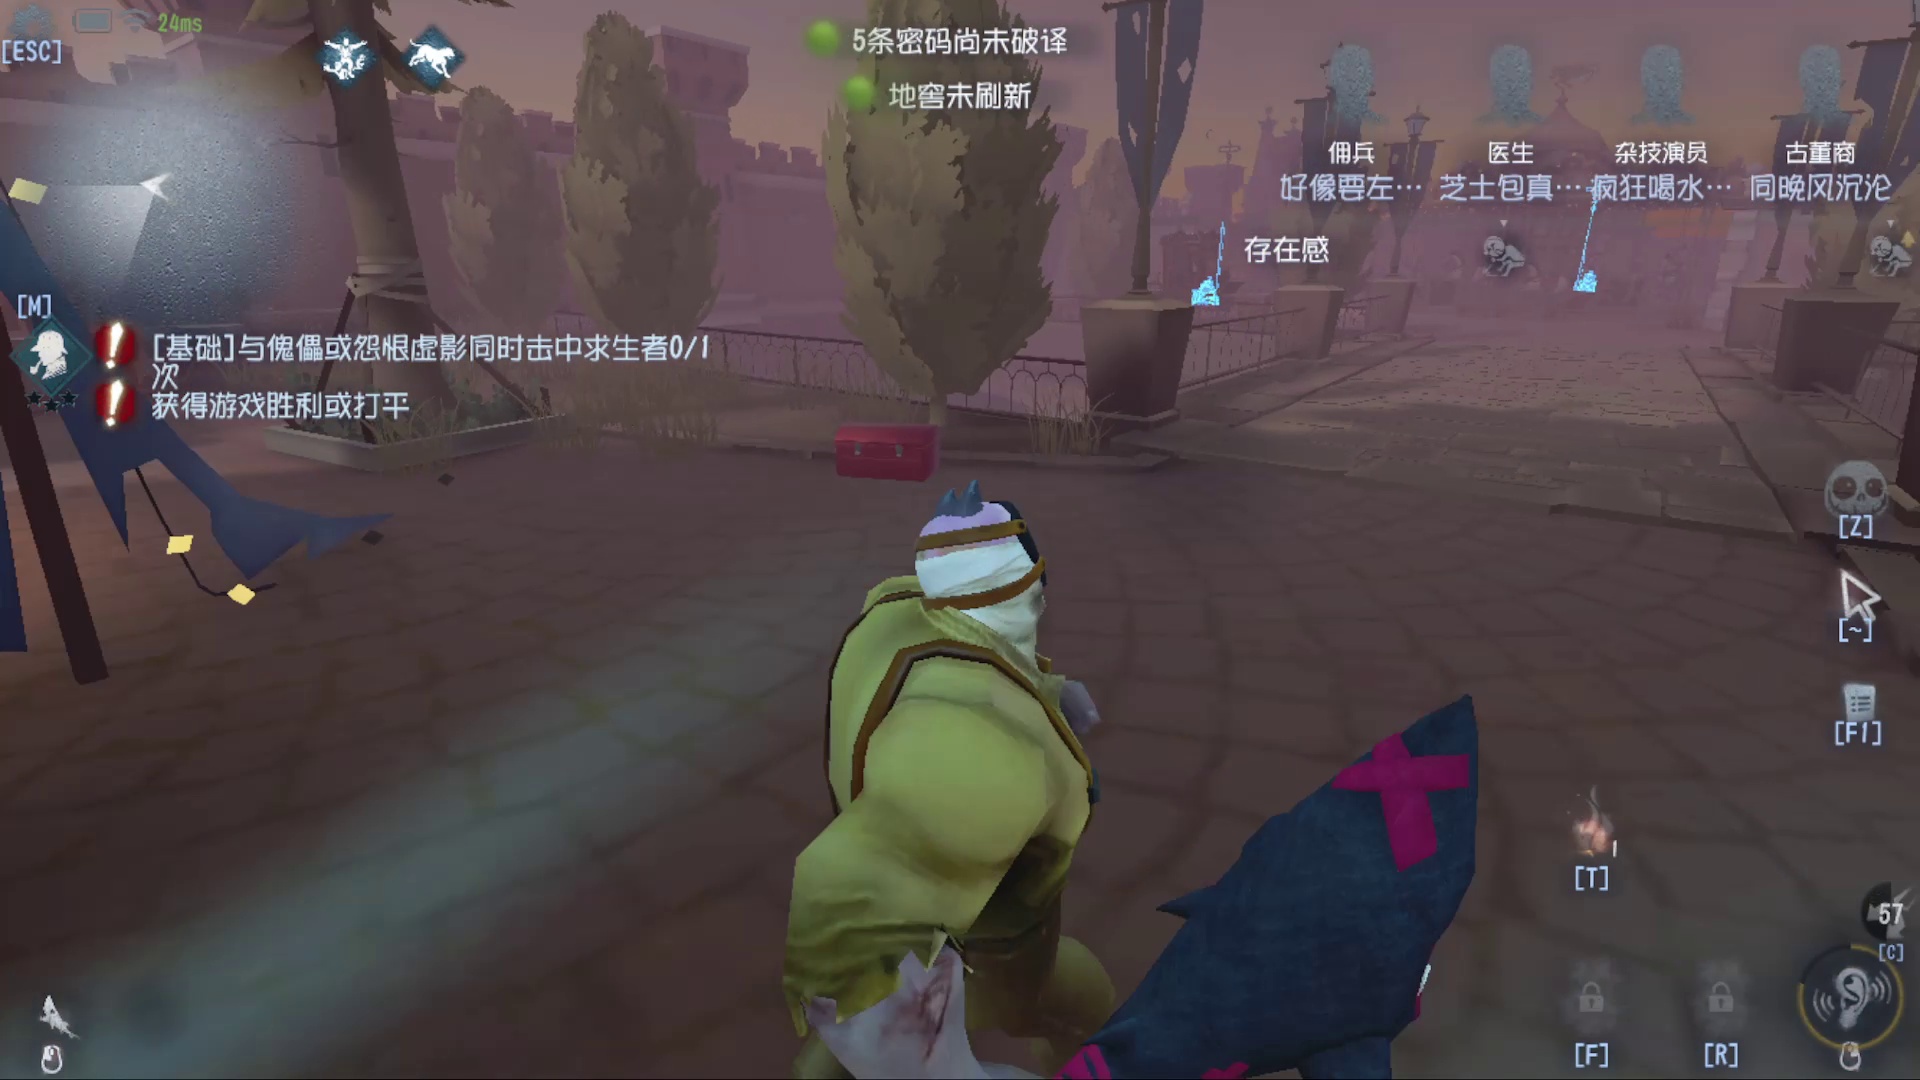 24ms
[ESC]
5条密码尚未破译
地窖未刷新
佣兵 医生 杂技演员 古董商
好像要左… 芝士包真… 疯狂喝水… 同晚风沉沦
存在感
[M]
[基础]与傀儡或怨恨虚影同时击中求生者0/1
次
获得游戏胜利或打平
[Z]
[~]
[F1]
1
[T]
57
[C]
[F] [R]